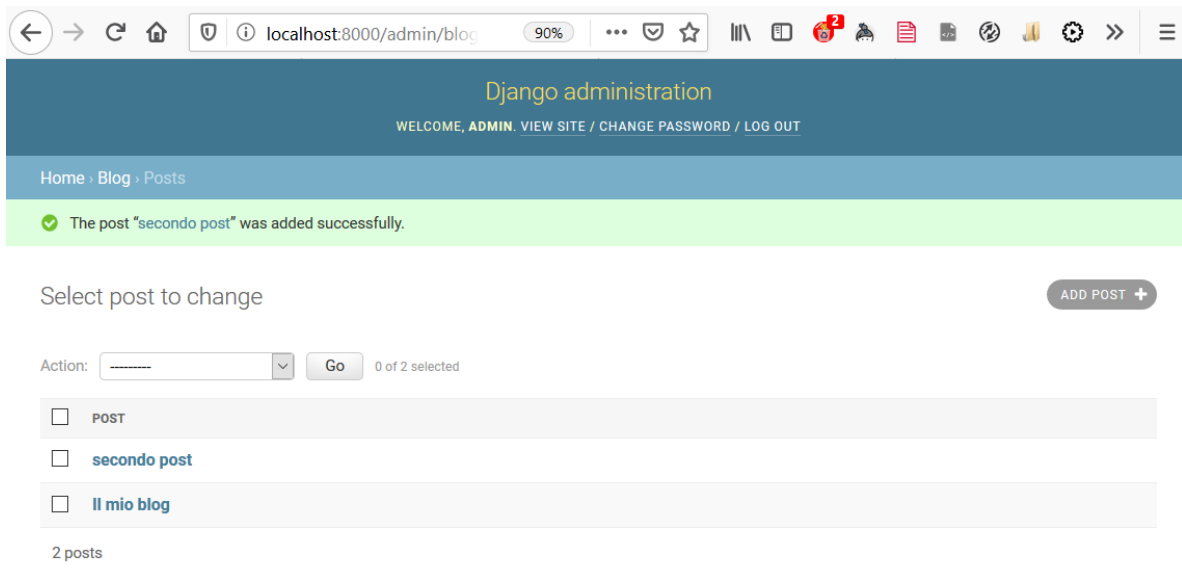 localhost:8000/admin/blog 90% 2
Django administration
WELCOME, ADMIN. VIEW SITE / CHANGE PASSWORD / LOG OUT
Home › Blog › Posts
The post “secondo post” was added successfully.
Select post to change
ADD POST +
Action: --------- Go 0 of 2 selected
POST
secondo post
Il mio blog
2 posts